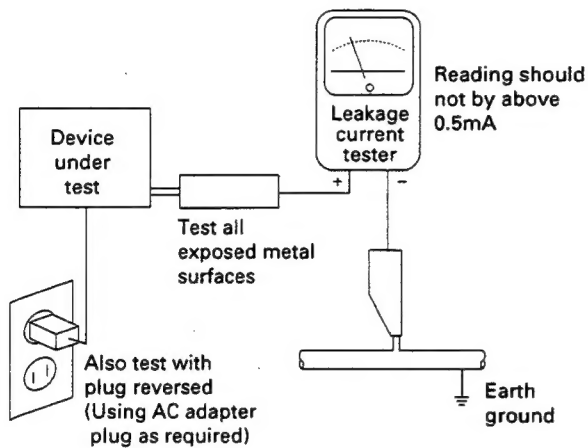 Device
under
test
Leakage
current
tester
+ −
Reading should
not by above
0.5mA
Test all
exposed metal
surfaces
Also test with
plug reversed
(Using AC adapter
plug as required)
Earth
ground